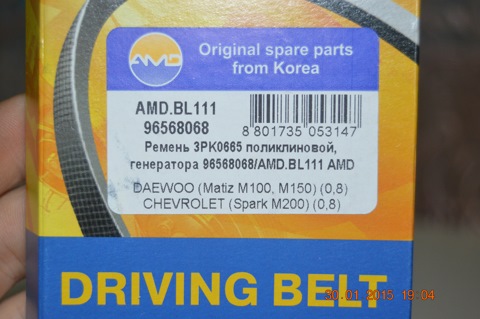 AMD
Original spare parts
from Korea
AMD.BL111
96568068
8 801735 053147
Ремень 3PK0665 поликлиновой,
генератора 96568068/AMD.BL111 AMD
DAEWOO (Matiz M100, M150) (0,8)
CHEVROLET (Spark M200) (0,8)
DRIVING BELT
30.01.2015 19:04